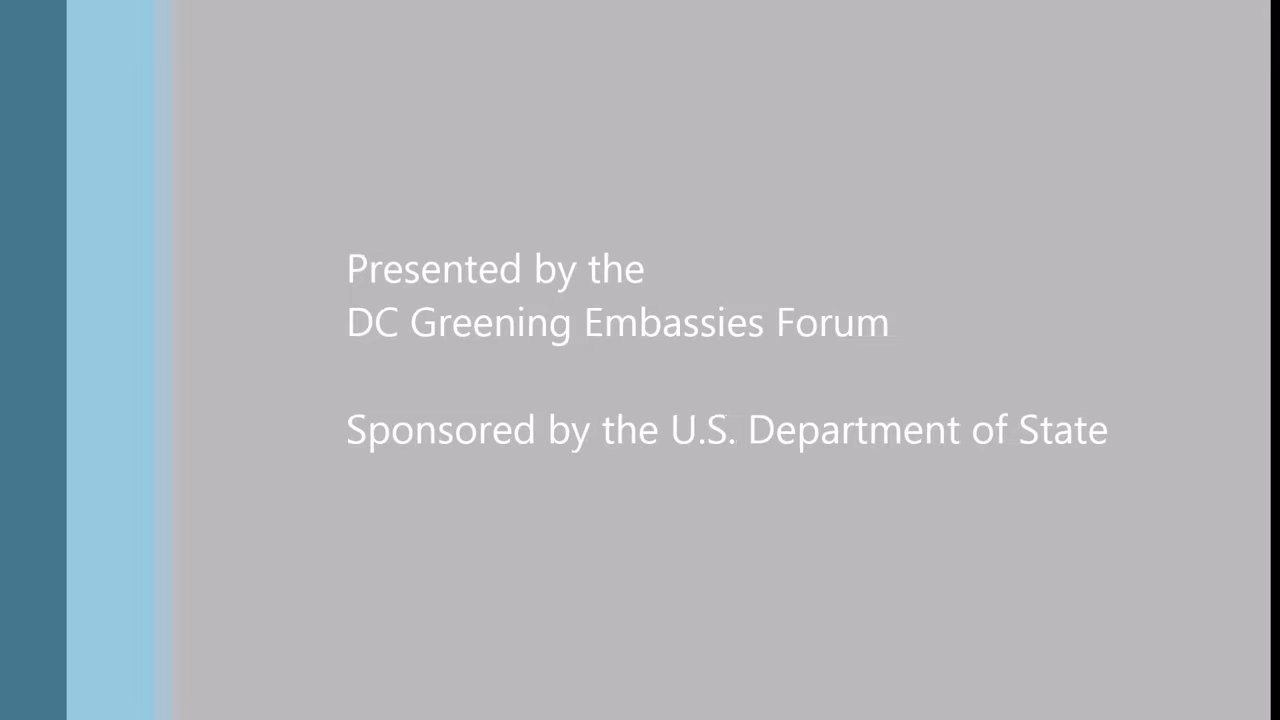 Presented by the
DC Greening Embassies Forum
Sponsored by the U.S. Department of State